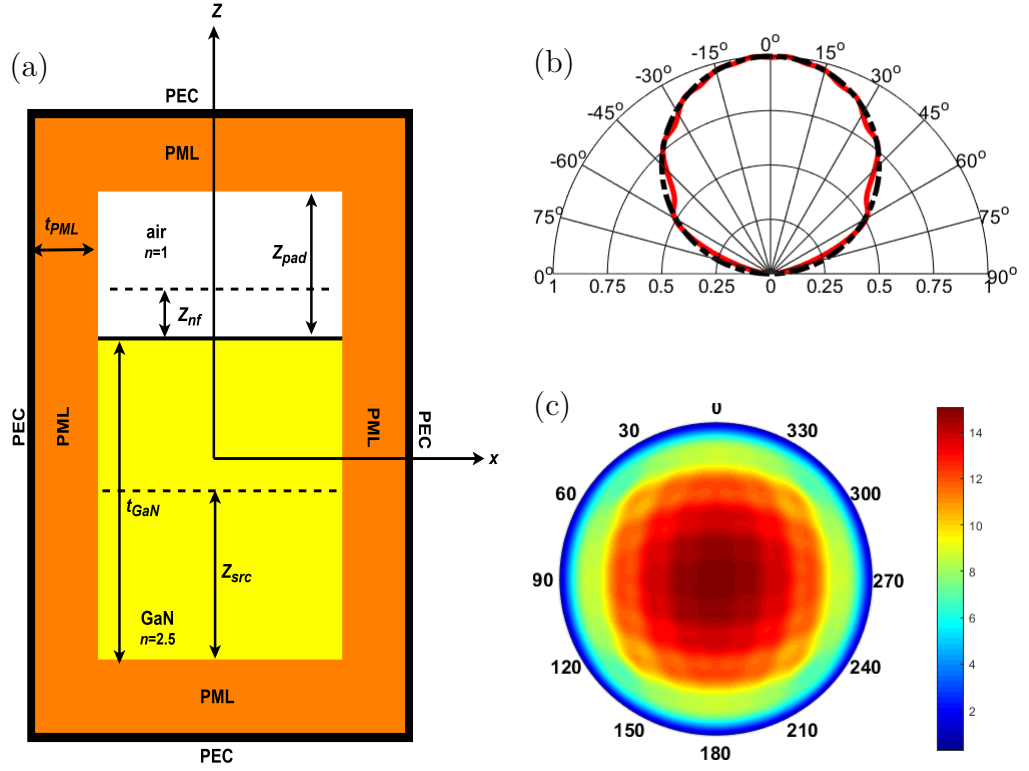 (a)
Z
PEC
PML
t_PML
air
n=1
Z_pad
Z_nf
PEC
PML
PML
PEC
x
t_GaN
Z_src
GaN
n=2.5
PML
PEC
(b)
0°
-15° 15°
-30° 30°
-45° 45°
-60° 60°
75° 75°
0° 90°
1 0.75 0.5 0.25 0 0.25 0.5 0.75 1
(c)
0
30 330
60 300
90 270
120 240
150 210
180
14
12
10
8
6
4
2